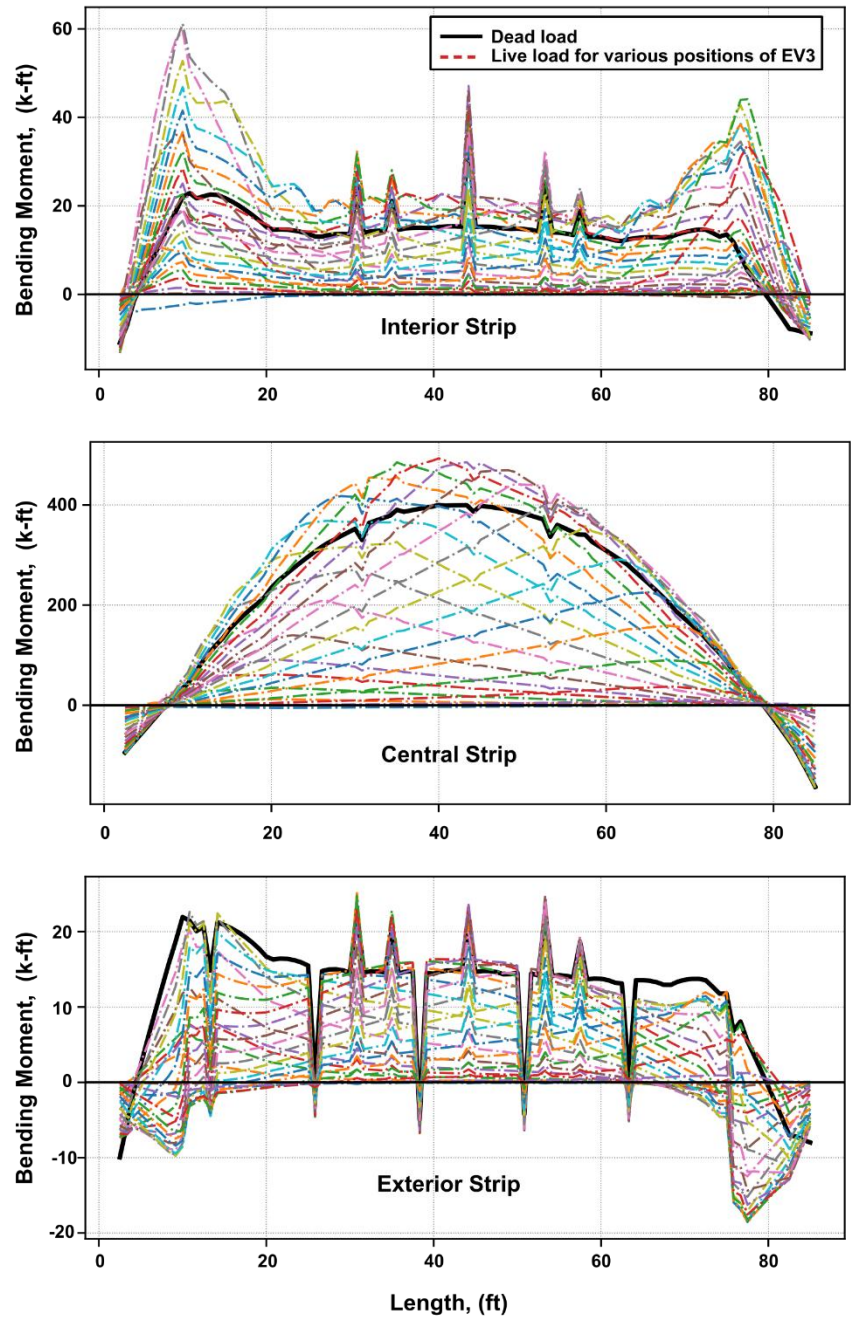 Dead load
Live load for various positions of EV3
Bending Moment, (k-ft)
60
40
20
0
Interior Strip
0 20 40 60 80
Bending Moment, (k-ft)
400
200
0
Central Strip
0 20 40 60 80
Bending Moment, (k-ft)
20
10
0
-10
-20
Exterior Strip
0 20 40 60 80
Length, (ft)